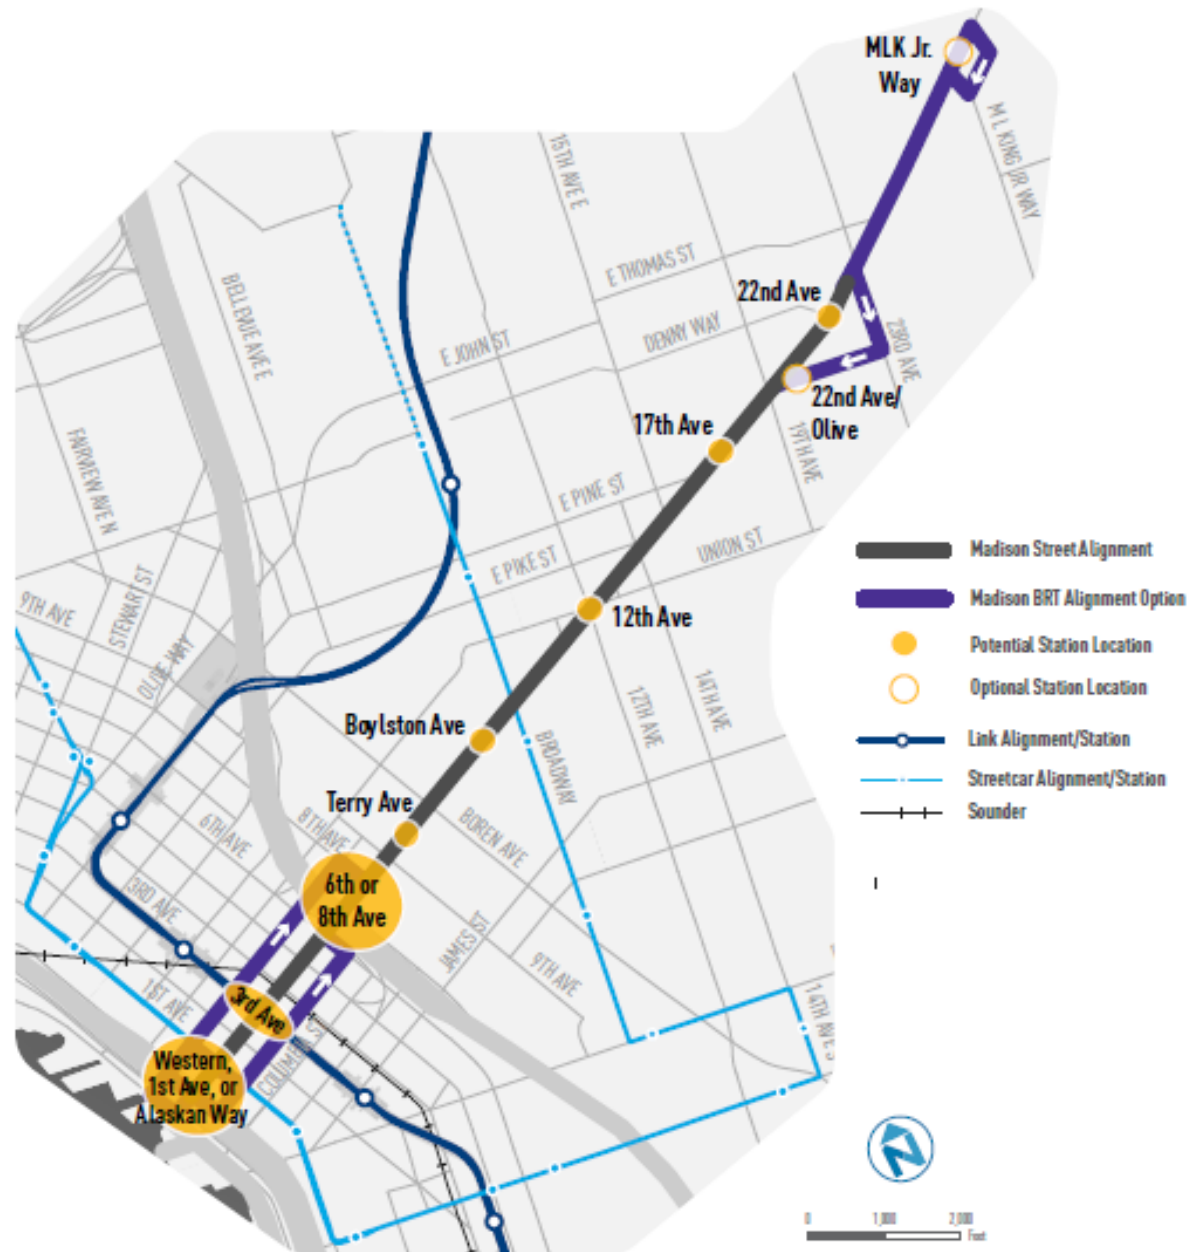 MLK Jr.
Way
M L KING JR WAY
15TH AVE E
E THOMAS ST
22nd Ave
BELLEVUE AVE E
DENNY WAY
23RD AVE
E JOHN ST
22nd Ave/
Olive
17th Ave
19TH AVE
FAIRVIEW AVE N
E PINE ST
UNION ST
E PIKE ST
Madison Street Alignment
Madison BRT Alignment Option
Potential Station Location
Optional Station Location
Link Alignment/Station
Streetcar Alignment/Station
Sounder
9TH AVE
STEWART ST
OLIVE WAY
12th Ave
12TH AVE
14TH AVE
Boylston Ave
BROADWAY
Terry Ave
6TH AVE
8TH AVE
BOREN AVE
3RD AVE
6th or
8th Ave
JAMES ST
9TH AVE
1ST AVE
3rd Ave
14TH AVE S
COLUMBIA ST
Western,
1st Ave, or
Alaskan Way
N
0 1,000 2,000
Feet